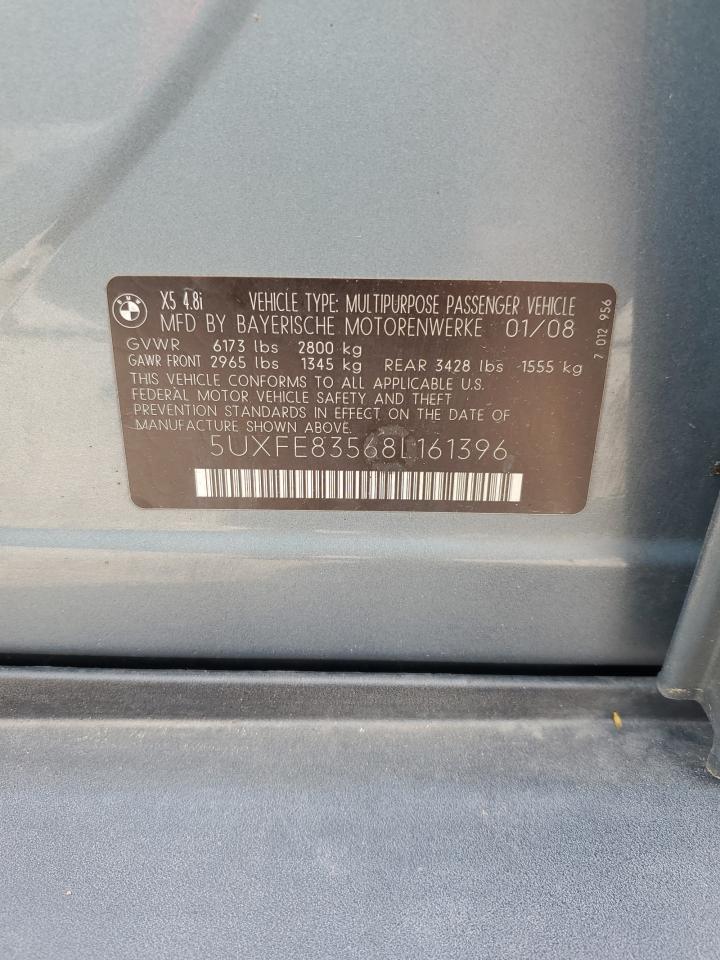 BMW
X5 4.8i VEHICLE TYPE: MULTIPURPOSE PASSENGER VEHICLE
MFD BY BAYERISCHE MOTORENWERKE 01/08
GVWR 6173 lbs 2800 kg
GAWR FRONT 2965 lbs 1345 kg REAR 3428 lbs 1555 kg
THIS VEHICLE CONFORMS TO ALL APPLICABLE U.S.
FEDERAL MOTOR VEHICLE SAFETY AND THEFT
PREVENTION STANDARDS IN EFFECT ON THE DATE OF
MANUFACTURE SHOWN ABOVE.
5UXFE83568L161396
7 012 956